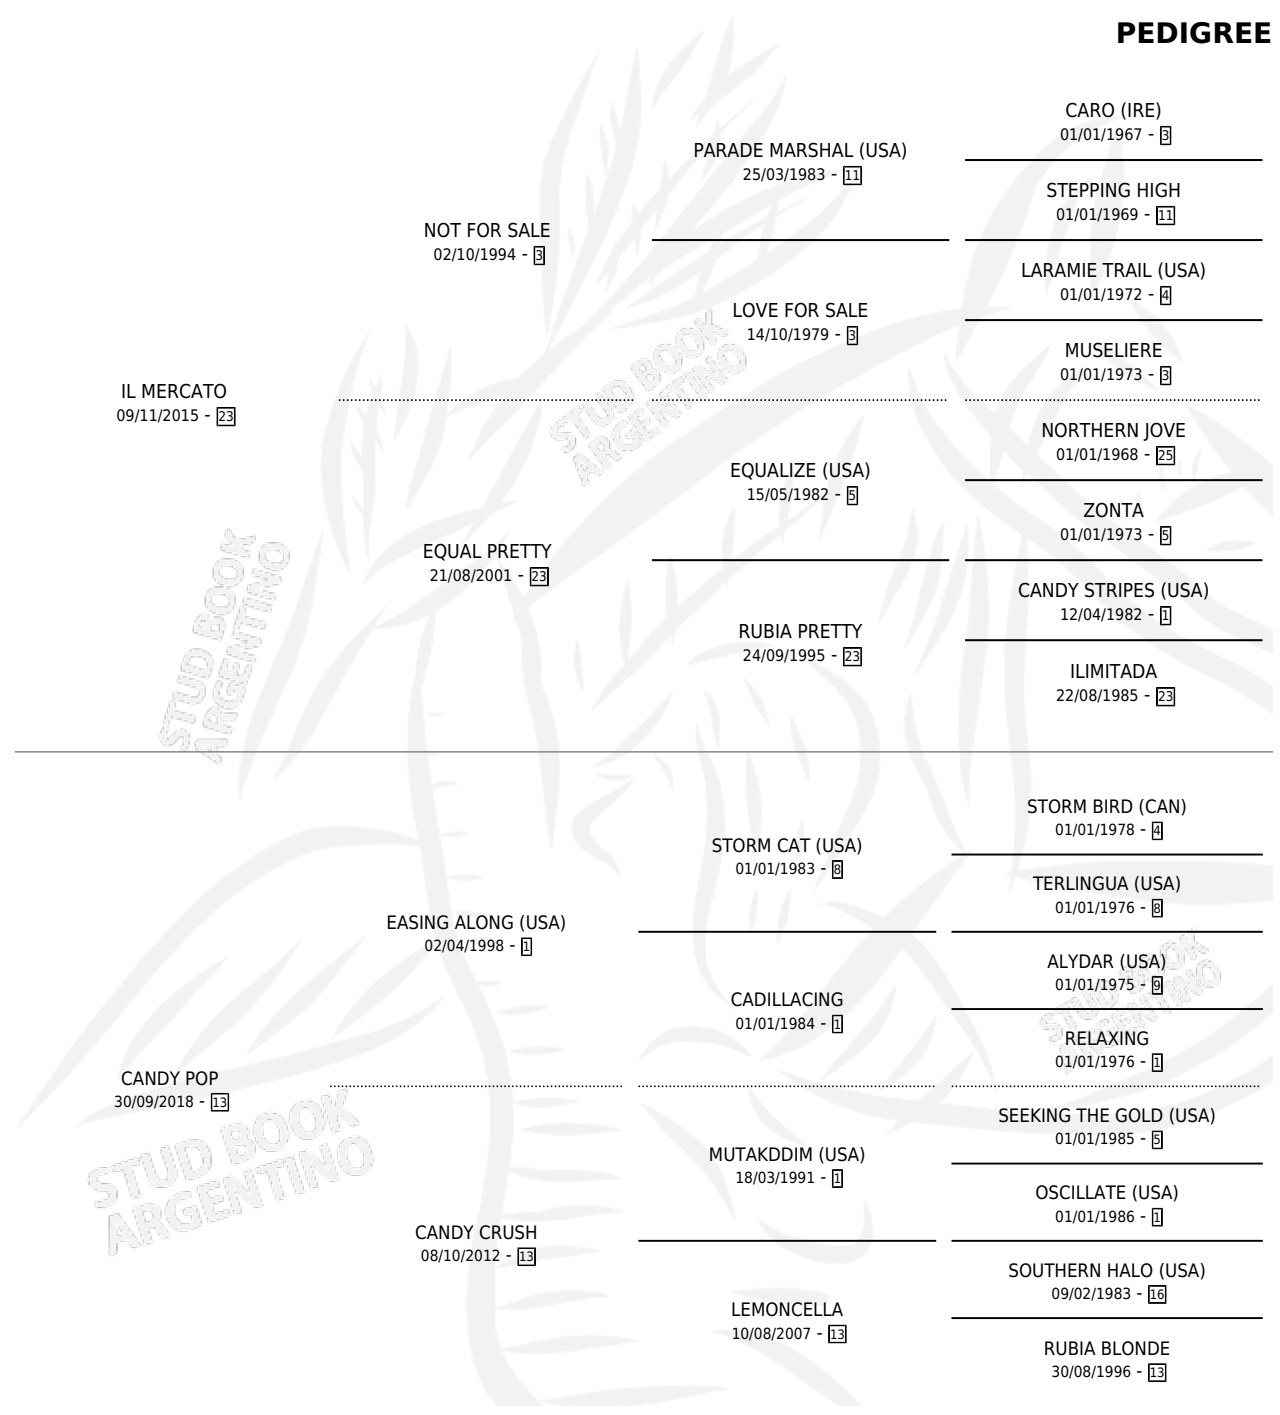 PEDIGREE
CARO (IRE)
01/01/1967 - 3
PARADE MARSHAL (USA)
25/03/1983 - 11
STEPPING HIGH
01/01/1969 - 11
NOT FOR SALE
02/10/1994 - 3
LARAMIE TRAIL (USA)
01/01/1972 - 4
LOVE FOR SALE
14/10/1979 - 3
MUSELIERE
01/01/1973 - 3
IL MERCATO
09/11/2015 - 23
NORTHERN JOVE
01/01/1968 - 25
EQUALIZE (USA)
15/05/1982 - 5
ZONTA
01/01/1973 - 5
EQUAL PRETTY
21/08/2001 - 23
CANDY STRIPES (USA)
12/04/1982 - 1
RUBIA PRETTY
24/09/1995 - 23
ILIMITADA
22/08/1985 - 23
STORM BIRD (CAN)
01/01/1978 - 4
STORM CAT (USA)
01/01/1983 - 8
TERLINGUA (USA)
01/01/1976 - 8
EASING ALONG (USA)
02/04/1998 - 1
ALYDAR (USA)
01/01/1975 - 9
CADILLACING
01/01/1984 - 1
RELAXING
01/01/1976 - 1
CANDY POP
30/09/2018 - 13
SEEKING THE GOLD (USA)
01/01/1985 - 5
MUTAKDDIM (USA)
18/03/1991 - 1
OSCILLATE (USA)
01/01/1986 - 1
CANDY CRUSH
08/10/2012 - 13
SOUTHERN HALO (USA)
09/02/1983 - 16
LEMONCELLA
10/08/2007 - 13
RUBIA BLONDE
30/08/1996 - 13
STUD BOOK
ARGENTINO
STUD BOOK
ARGENTINO
STUD BOOK
ARGENTINO
STUD BOOK
ARGENTINO